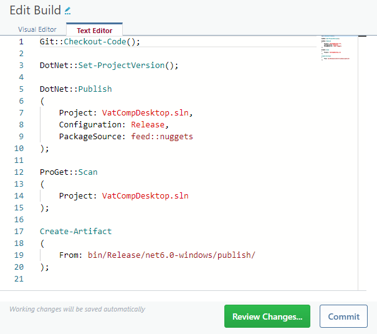 Edit Build
Visual Editor
Text Editor
1 Git::Checkout-Code();
2
3 DotNet::Set-ProjectVersion();
4
5 DotNet::Publish
6 (
7 Project: VatCompDesktop.sln,
8 Configuration: Release,
9 PackageSource: feed::nuggets
10 );
11
12 ProGet::Scan
13 (
14 Project: VatCompDesktop.sln
15 );
16
17 Create-Artifact
18 (
19 From: bin/Release/net6.0-windows/publish/
20 );
21
Working changes will be saved automatically
Review Changes...
Commit